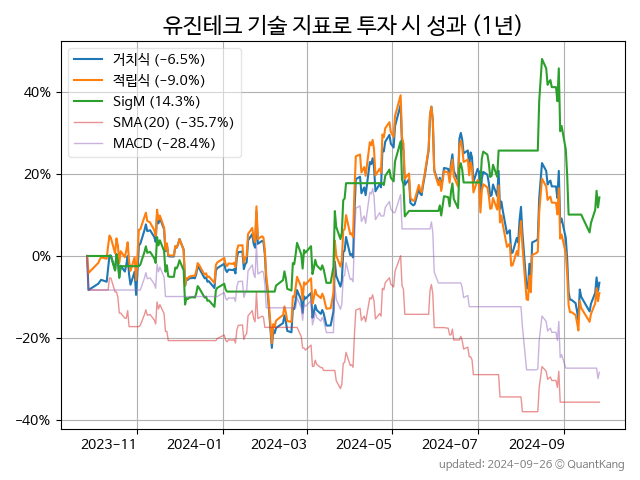 유진테크 기술 지표로 투자 시 성과 (1년)
거치식 (−6.5%)
적립식 (−9.0%)
SigM (14.3%)
SMA(20) (−35.7%)
MACD (−28.4%)
40%
20%
0%
−20%
−40%
2023−11
2024−01
2024−03
2024−05
2024−07
2024−09
updated: 2024−09−26 © QuantKang